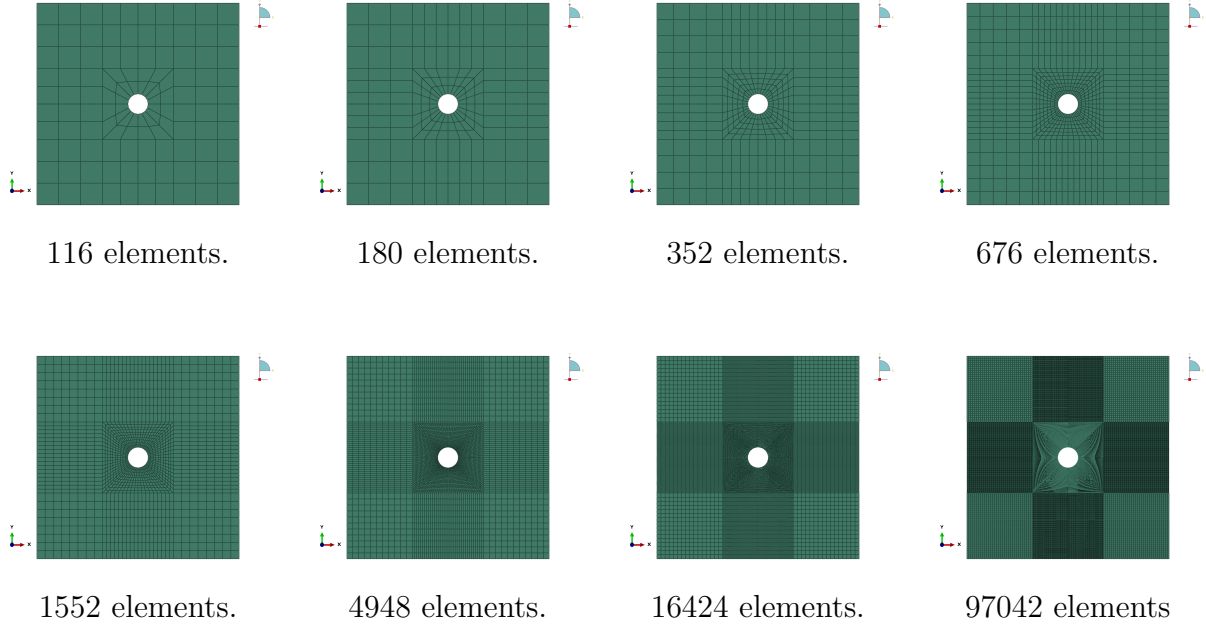 116 elements.
180 elements.
352 elements.
676 elements.
Y
X
Y
X
Y
X
Y
X
1552 elements.
4948 elements.
16424 elements.
97042 elements
Y
X
Y
X
Y
X
Y
X